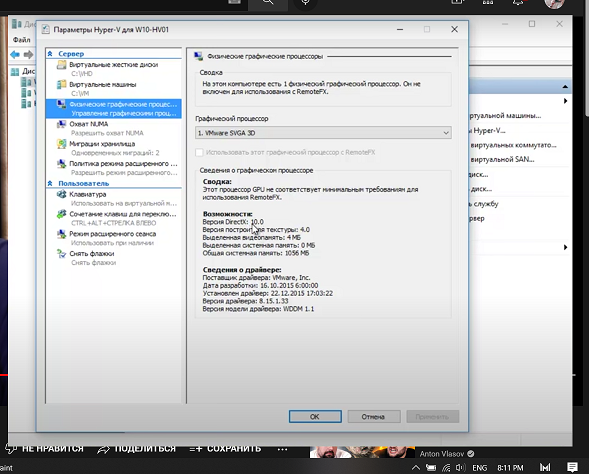 Параметры Hyper-V для W10-HV01
Файл
Сервер
Виртуальные жесткие диски
C:\VHD
Виртуальные машины
C:\VM
Физические графические процес...
Управление графическими проц...
Охват NUMA
Разрешить охват NUMA
Миграции хранилища
Одновременных миграций: 2
Политика режима расширенного ...
Разрешить режим расширенного ...
Пользователь
Клавиатура
Использовать на виртуальной м...
Сочетание клавиш для переклю...
CTRL+ALT+СТРЕЛКА ВЛЕВО
Режим расширенного сеанса
Использовать при наличии
Снять флажки
Снять флажки
Физические графические процессоры
Сводка
На этом компьютере есть 1 физический графический процессор. Он не
включен для использования с RemoteFX.
Графический процессор
1. VMware SVGA 3D
Использовать этот графический процессор с RemoteFX
Сведения о графическом процессоре
Сводка:
Этот процессор GPU не соответствует минимальным требованиям для
использования RemoteFX.
Возможности:
Версия DirectX: 10.0
Версия построителя текстуры: 4.0
Выделенная видеопамять: 4 МБ
Выделенная системная память: 0 МБ
Общая системная память: 1056 МБ
Сведения о драйвере:
Поставщик драйвера: VMware, Inc.
Дата разработки: 16.10.2015 6:00:00
Установлен драйвер: 22.12.2015 17:03:22
Версия драйвера: 8.15.1.33
Версия модели драйвера: WDDM 1.1
OK
Отмена
Применить
ртуальной машины...
ы Hyper-V...
виртуальных коммутато...
виртуальной SAN...
диск...
диск...
службу
рвер
НЕ НРАВИТСЯ
ПОДЕЛИТЬСЯ
СОХРАНИТЬ
...
Anton Vlasov
aint
ENG
8:11 PM